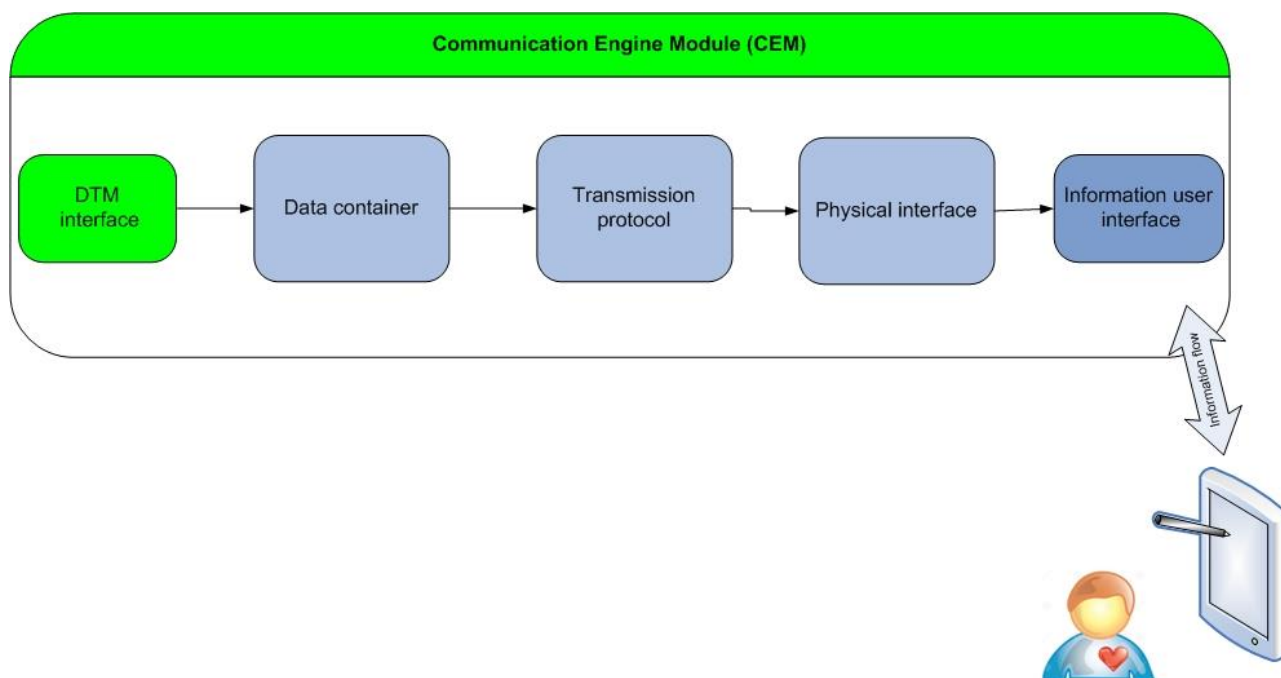 Communication Engine Module (CEM)
DTM
interface
Data container
Transmission
protocol
Physical interface
Information user
interface
Information flow